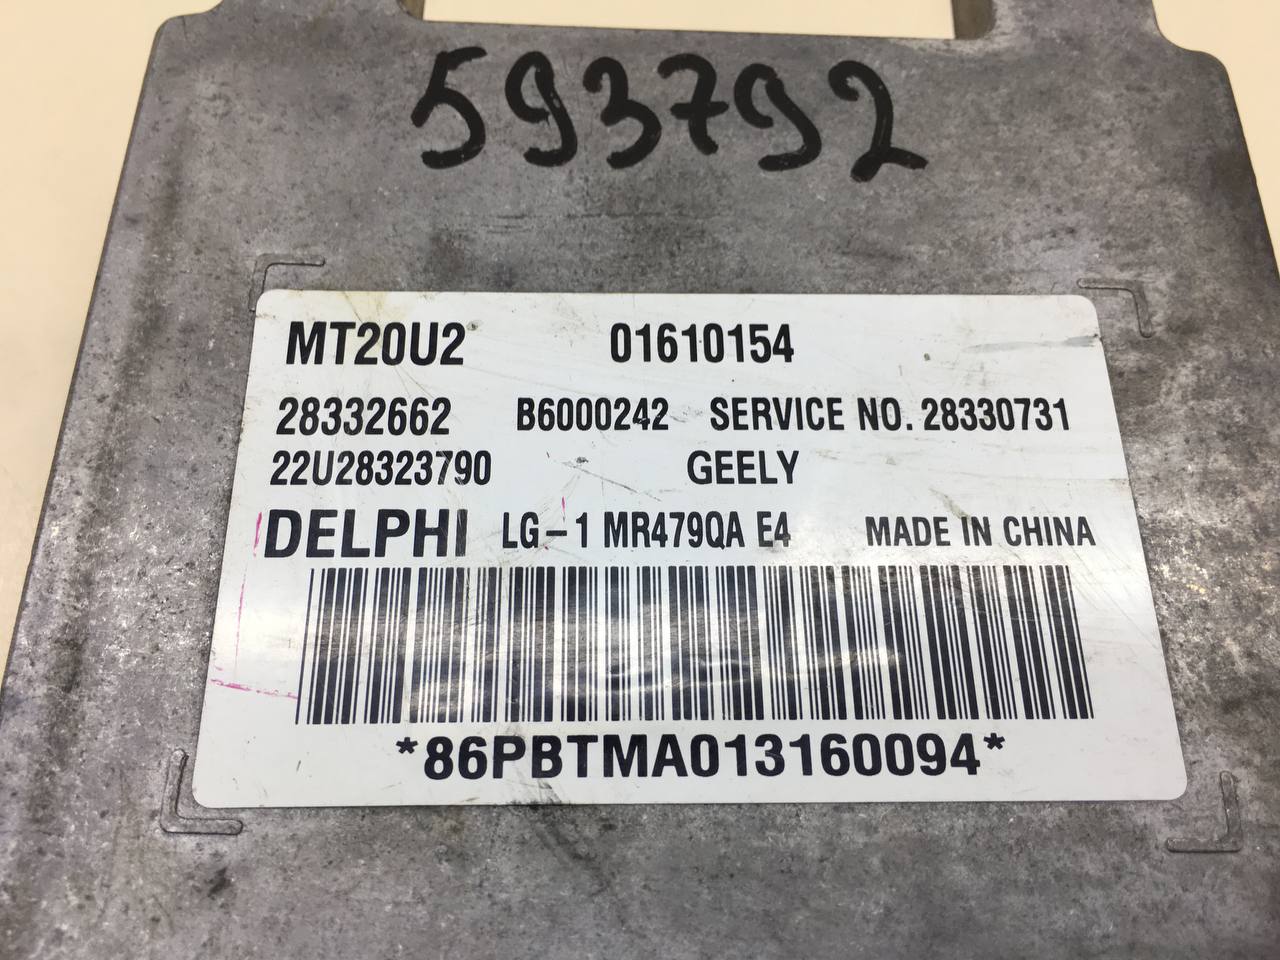 593792
MT20U2 01610154
28332662 B6000242 SERVICE NO. 28330731
22U28323790 GEELY
DELPHI LG-1 MR479QA E4 MADE IN CHINA
*86PBTMA013160094*